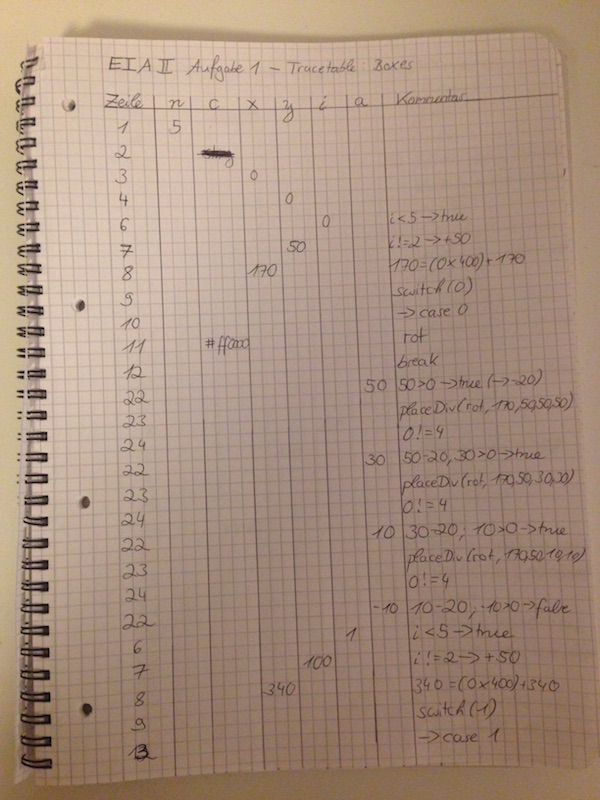 EIA II Aufgabe 1 - Tracetable: Boxes
Zeile n c x y i a Kommentar
1 5
2
3 0
4 0
6 0 i<5 → true
7 50 i!=2 → +50
8 170 170=(0x400)+170
9 switch(0)
10 → case 0
11 #ff0000 rot
12 break
22 50 50>0 → true (→-20)
23 placeDiv(rot, 170,50,50,50)
24 0!=4
22 30 50-20, 30>0 → true
23 placeDiv(rot, 170,50,30,30)
24 0!=4
22 10 30-20; 10>0 → true
23 placeDiv(rot, 170,50,10,10)
24 0!=4
22 -10 10-20, -10>0 → false
6 1 i<5 → true
7 100 i!=2 → +50
8 340 340=(0x400)+340
9 switch(1)
13 → case 1